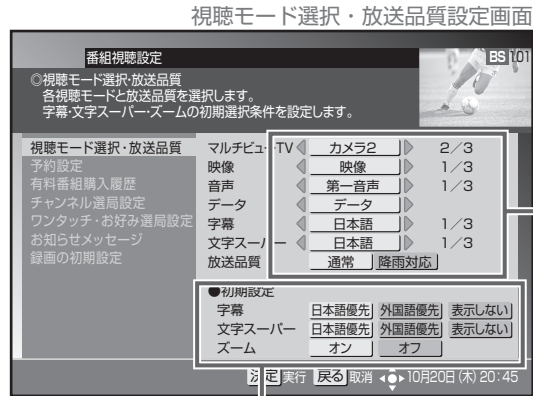 視聴モード選択・放送品質設定画面
番組視聴設定
BS 101
◎視聴モード選択・放送品質
各視聴モードと放送品質を選択します。
字幕・文字スーパー・ズームの初期選択条件を設定します。
視聴モード選択・放送品質
予約設定
有料番組購入履歴
チャンネル選局設定
ワンタッチ・お好み選局設定
お知らせメッセージ
録画の初期設定
マルチビューTV カメラ2 2/3
映像 映像 1/3
音声 第一音声 1/3
データ データ
字幕 日本語 1/3
文字スーパー 日本語 1/3
放送品質 通常 降雨対応
●初期設定
字幕 日本語優先 外国語優先 表示しない
文字スーパー 日本語優先 外国語優先 表示しない
ズーム オン オフ
決定 実行 戻る 取消 10月20日(木)20:45